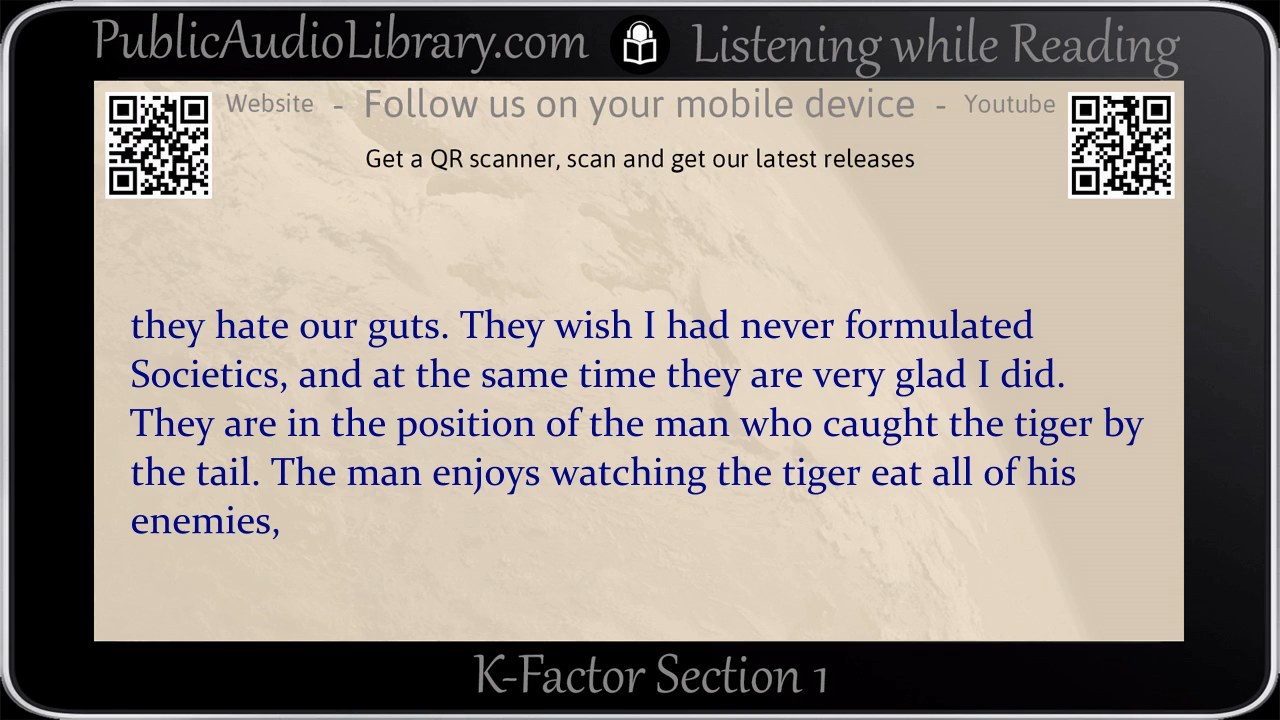 PublicAudioLibrary.com Listening while Reading
Website - Follow us on your mobile device - Youtube
Get a QR scanner, scan and get our latest releases
they hate our guts. They wish I had never formulated
Societics, and at the same time they are very glad I did.
They are in the position of the man who caught the tiger by
the tail. The man enjoys watching the tiger eat all of his
enemies,
K-Factor Section 1